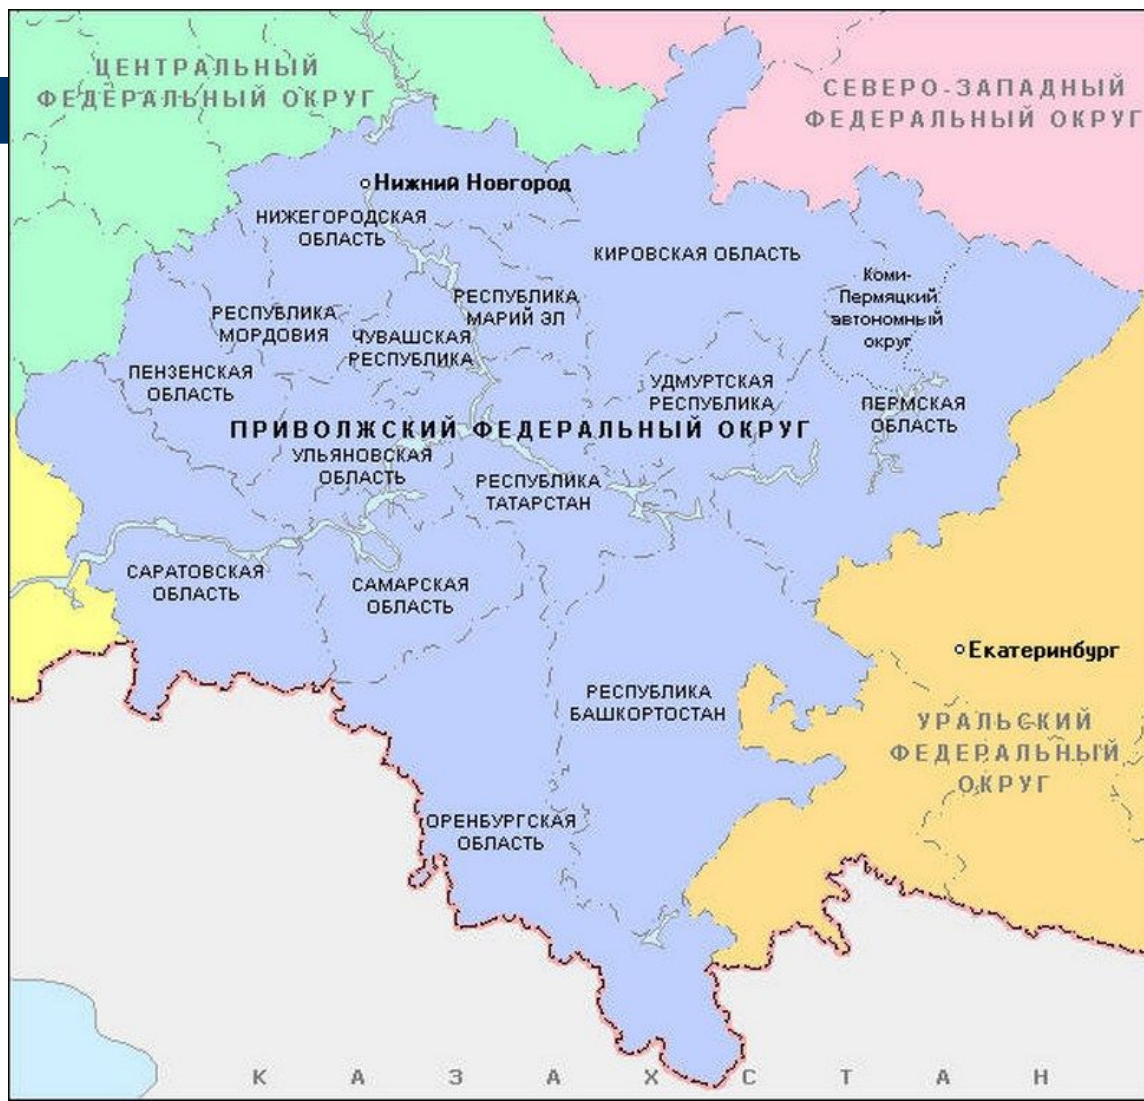 ЦЕНТРАЛЬНЫЙ
ФЕДЕРАЛЬНЫЙ ОКРУГ
СЕВЕРО-ЗАПАДНЫЙ
ФЕДЕРАЛЬНЫЙ ОКРУГ
Нижний Новгород
НИЖЕГОРОДСКАЯ
ОБЛАСТЬ
КИРОВСКАЯ ОБЛАСТЬ
Коми-
Пермяцкий
автономный
округ
РЕСПУБЛИКА
МАРИЙ ЭЛ
РЕСПУБЛИКА
МОРДОВИЯ
ЧУВАШСКАЯ
РЕСПУБЛИКА
ПЕНЗЕНСКАЯ
ОБЛАСТЬ
УДМУРТСКАЯ
РЕСПУБЛИКА
ПЕРМСКАЯ
ОБЛАСТЬ
ПРИВОЛЖСКИЙ ФЕДЕРАЛЬНЫЙ ОКРУГ
УЛЬЯНОВСКАЯ
ОБЛАСТЬ
РЕСПУБЛИКА
ТАТАРСТАН
САРАТОВСКАЯ
ОБЛАСТЬ
САМАРСКАЯ
ОБЛАСТЬ
Екатеринбург
РЕСПУБЛИКА
БАШКОРТОСТАН
УРАЛЬСКИЙ
ФЕДЕРАЛЬНЫЙ
ОКРУГ
ОРЕНБУРГСКАЯ
ОБЛАСТЬ
КАЗАХСТАН